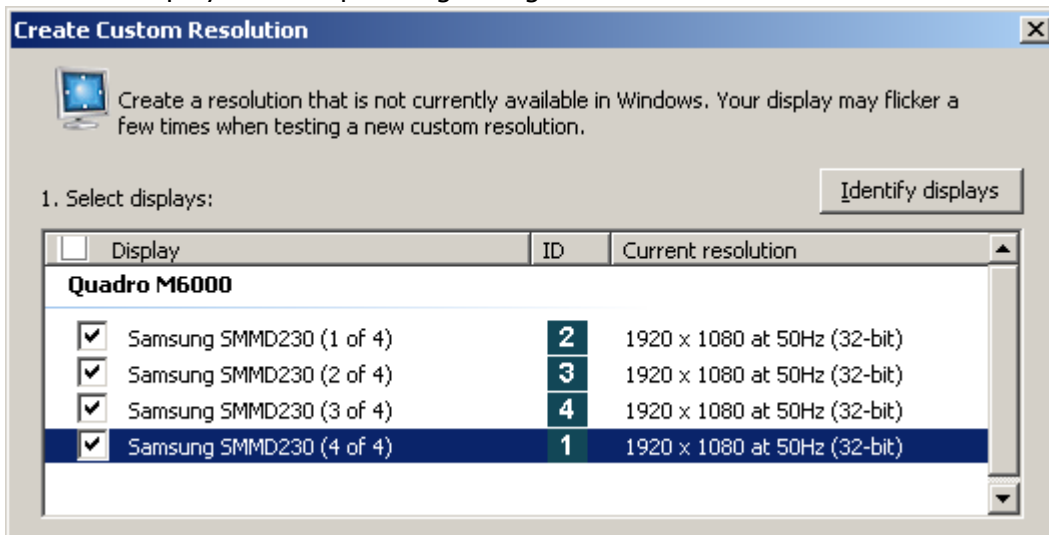 Create Custom Resolution
Create a resolution that is not currently available in Windows. Your display may flicker a
few times when testing a new custom resolution.
Identify displays
1. Select displays:
Display ID Current resolution
Quadro M6000
Samsung SMMD230 (1 of 4) 2 1920 x 1080 at 50Hz (32-bit)
Samsung SMMD230 (2 of 4) 3 1920 x 1080 at 50Hz (32-bit)
Samsung SMMD230 (3 of 4) 4 1920 x 1080 at 50Hz (32-bit)
Samsung SMMD230 (4 of 4) 1 1920 x 1080 at 50Hz (32-bit)